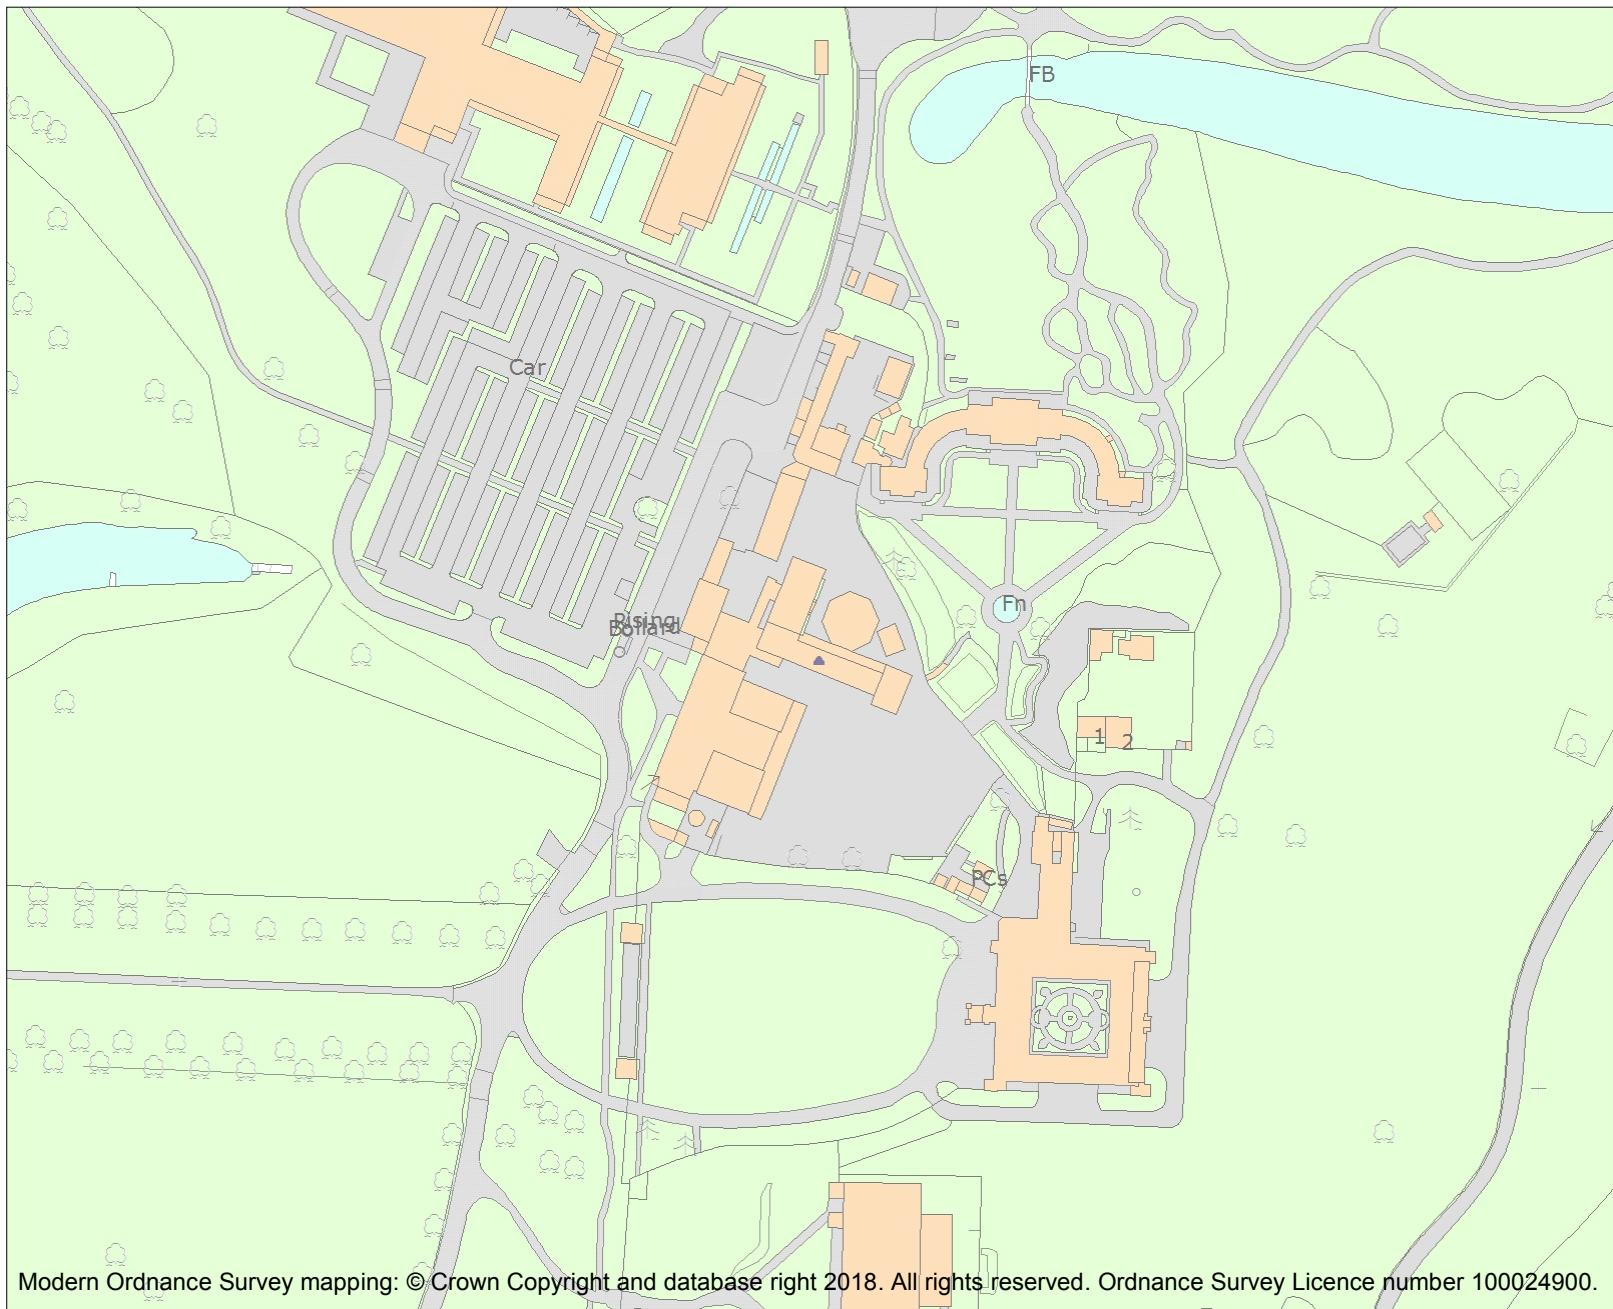 FB
Car
Fn
Rising
Bollard
1
2
PCs
Modern Ordnance Survey mapping: © Crown Copyright and database right 2018. All rights reserved. Ordnance Survey Licence number 100024900.